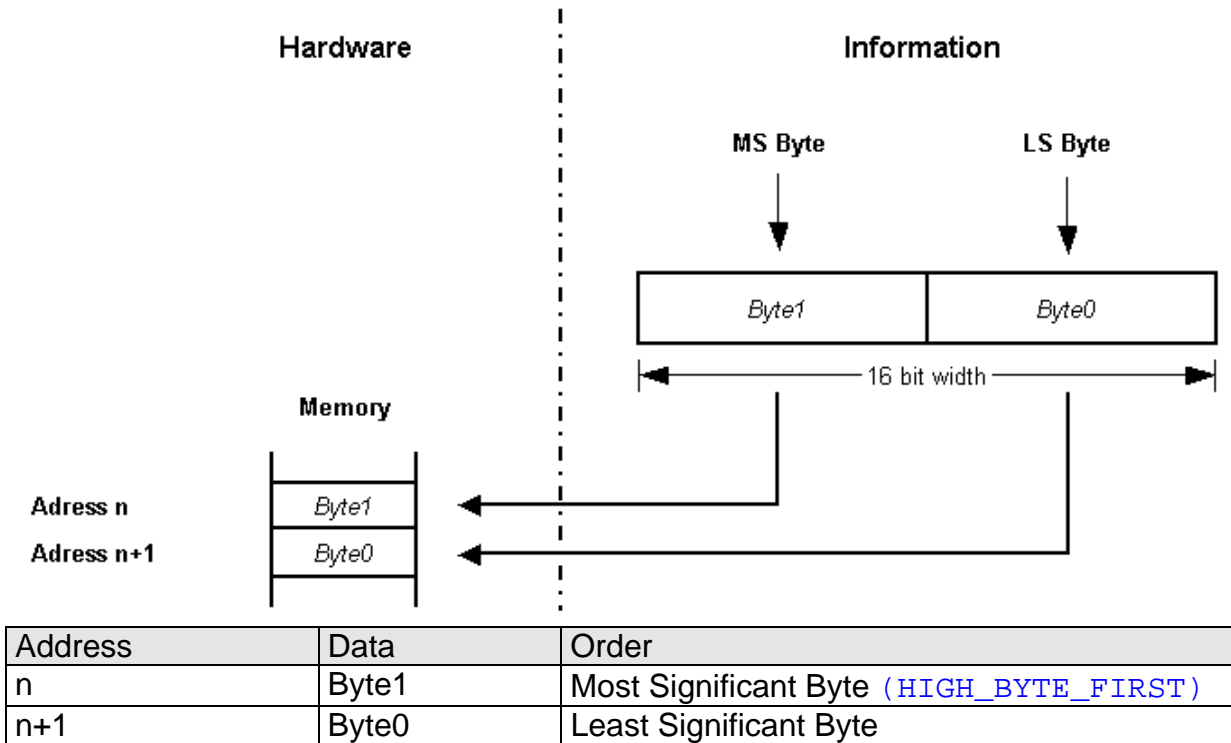 Hardware Information
MS Byte LS Byte
Byte1 Byte0
16 bit width
Memory
Adress n Byte1
Adress n+1 Byte0
Address Data Order
n Byte1 Most Significant Byte (HIGH_BYTE_FIRST)
n+1 Byte0 Least Significant Byte